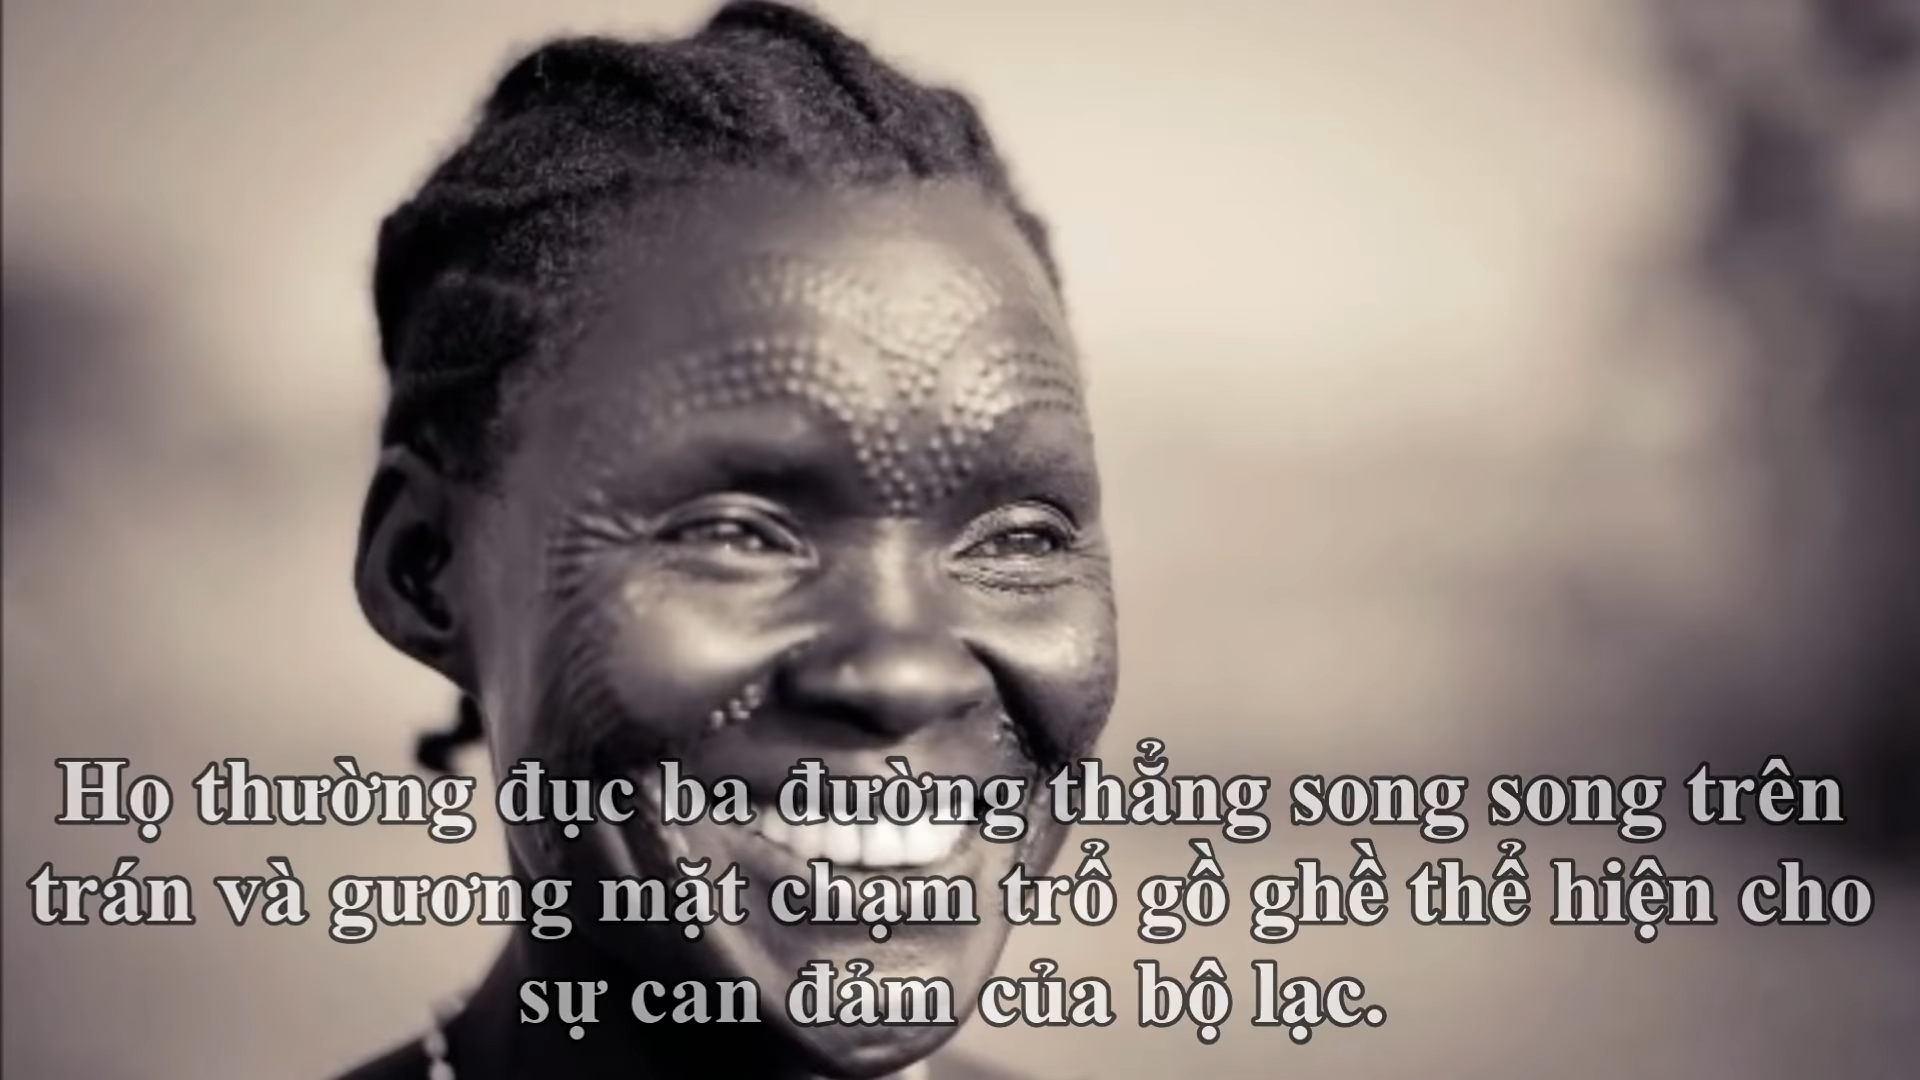 Họ thường đục ba đường thẳng song song trên
trán và gương mặt chạm trổ gồ ghề thể hiện cho
sự can đảm của bộ lạc.